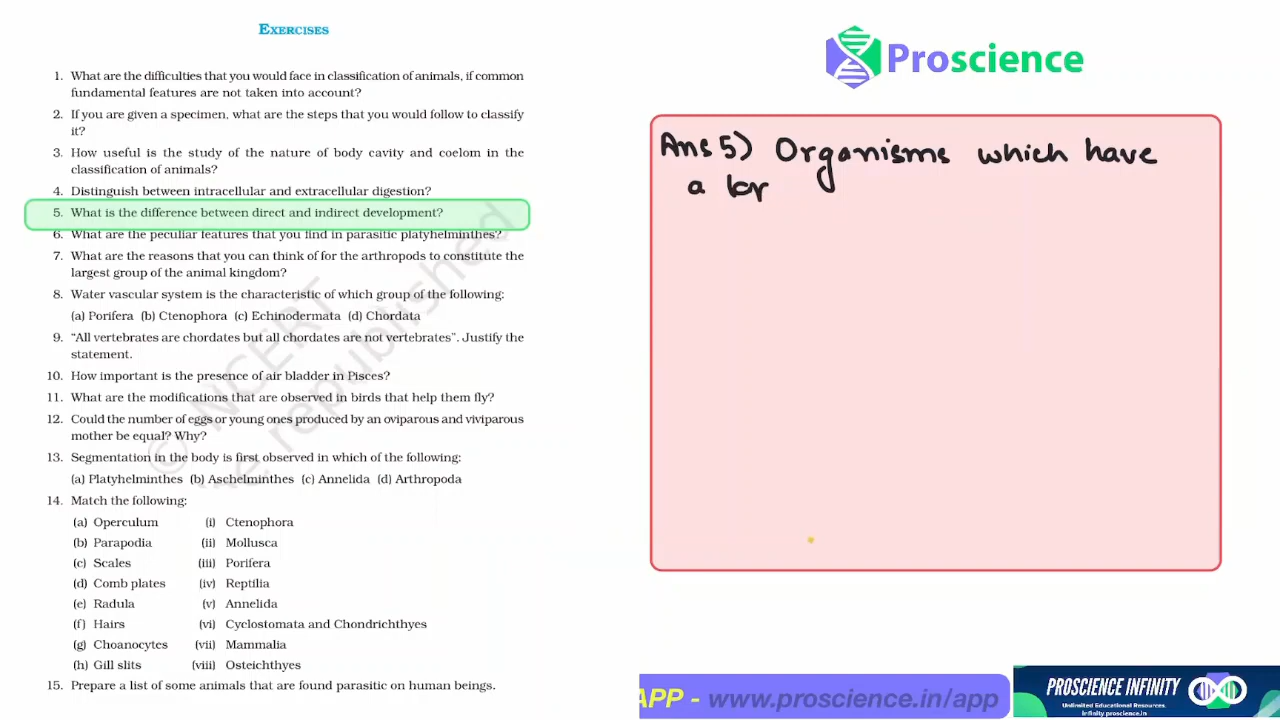 EXERCISES
1. What are the difficulties that you would face in classification of animals, if common
fundamental features are not taken into account?
2. If you are given a specimen, what are the steps that you would follow to classify
it?
3. How useful is the study of the nature of body cavity and coelom in the
classification of animals?
4. Distinguish between intracellular and extracellular digestion?
5. What is the difference between direct and indirect development?
6. What are the peculiar features that you find in parasitic platyhelminthes?
7. What are the reasons that you can think of for the arthropods to constitute the
largest group of the animal kingdom?
8. Water vascular system is the characteristic of which group of the following:
(a) Porifera (b) Ctenophora (c) Echinodermata (d) Chordata
9. “All vertebrates are chordates but all chordates are not vertebrates”. Justify the
statement.
10. How important is the presence of air bladder in Pisces?
11. What are the modifications that are observed in birds that help them fly?
12. Could the number of eggs or young ones produced by an oviparous and viviparous
mother be equal? Why?
13. Segmentation in the body is first observed in which of the following:
(a) Platyhelminthes (b) Aschelminthes (c) Annelida (d) Arthropoda
14. Match the following:
(a) Operculum (i) Ctenophora
(b) Parapodia (ii) Mollusca
(c) Scales (iii) Porifera
(d) Comb plates (iv) Reptilia
(e) Radula (v) Annelida
(f) Hairs (vi) Cyclostomata and Chondrichthyes
(g) Choanocytes (vii) Mammalia
(h) Gill slits (viii) Osteichthyes
15. Prepare a list of some animals that are found parasitic on human beings.
© NCERT
republished
Proscience
Ans 5) Organisms which have
a
APP - www.proscience.in/app
PROSCIENCE INFINITY
Unlimited Educational Resources.
infinity.proscience.in